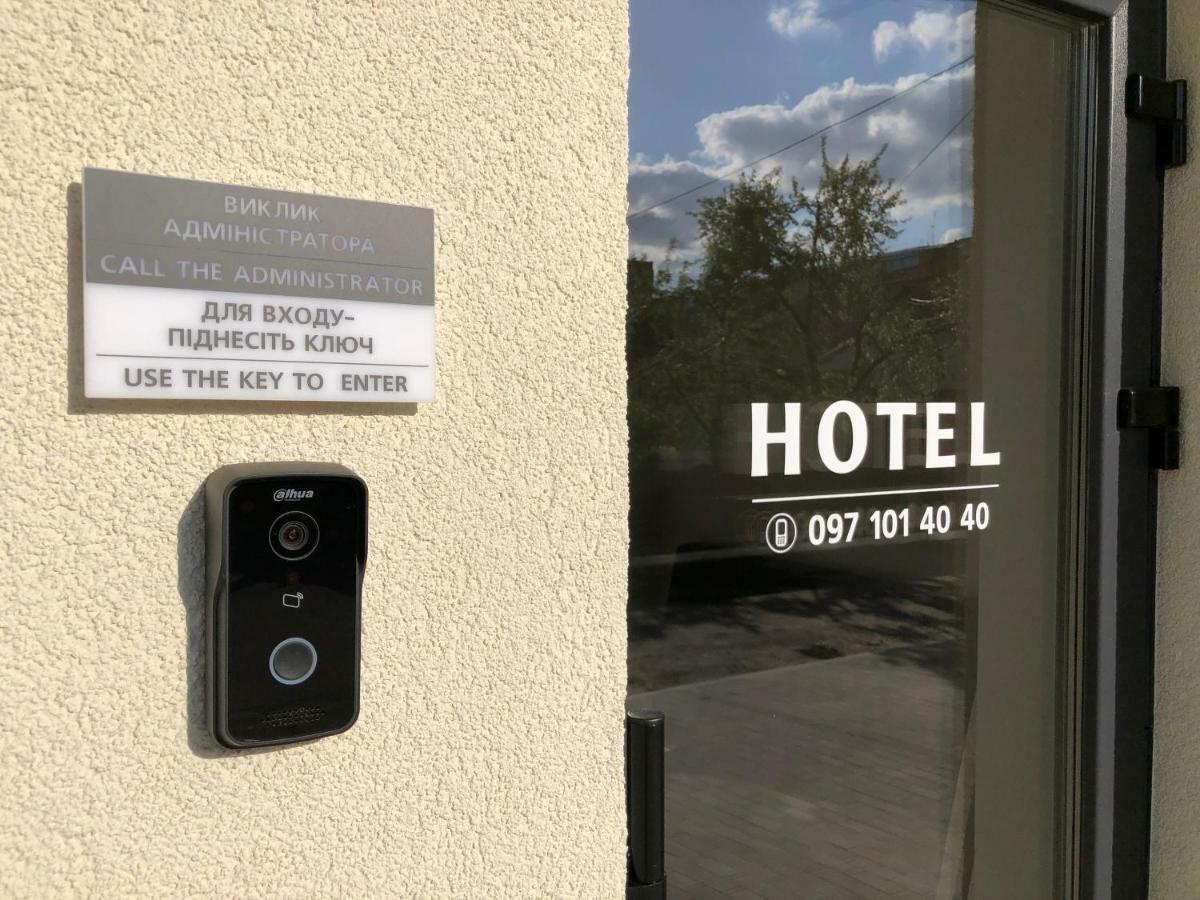 ВИКЛИК
АДМІНІСТРАТОРА
CALL THE ADMINISTRATOR
ДЛЯ ВХОДУ-
ПІДНЕСІТЬ КЛЮЧ
USE THE KEY TO ENTER
alhua
HOTEL
097 101 40 40